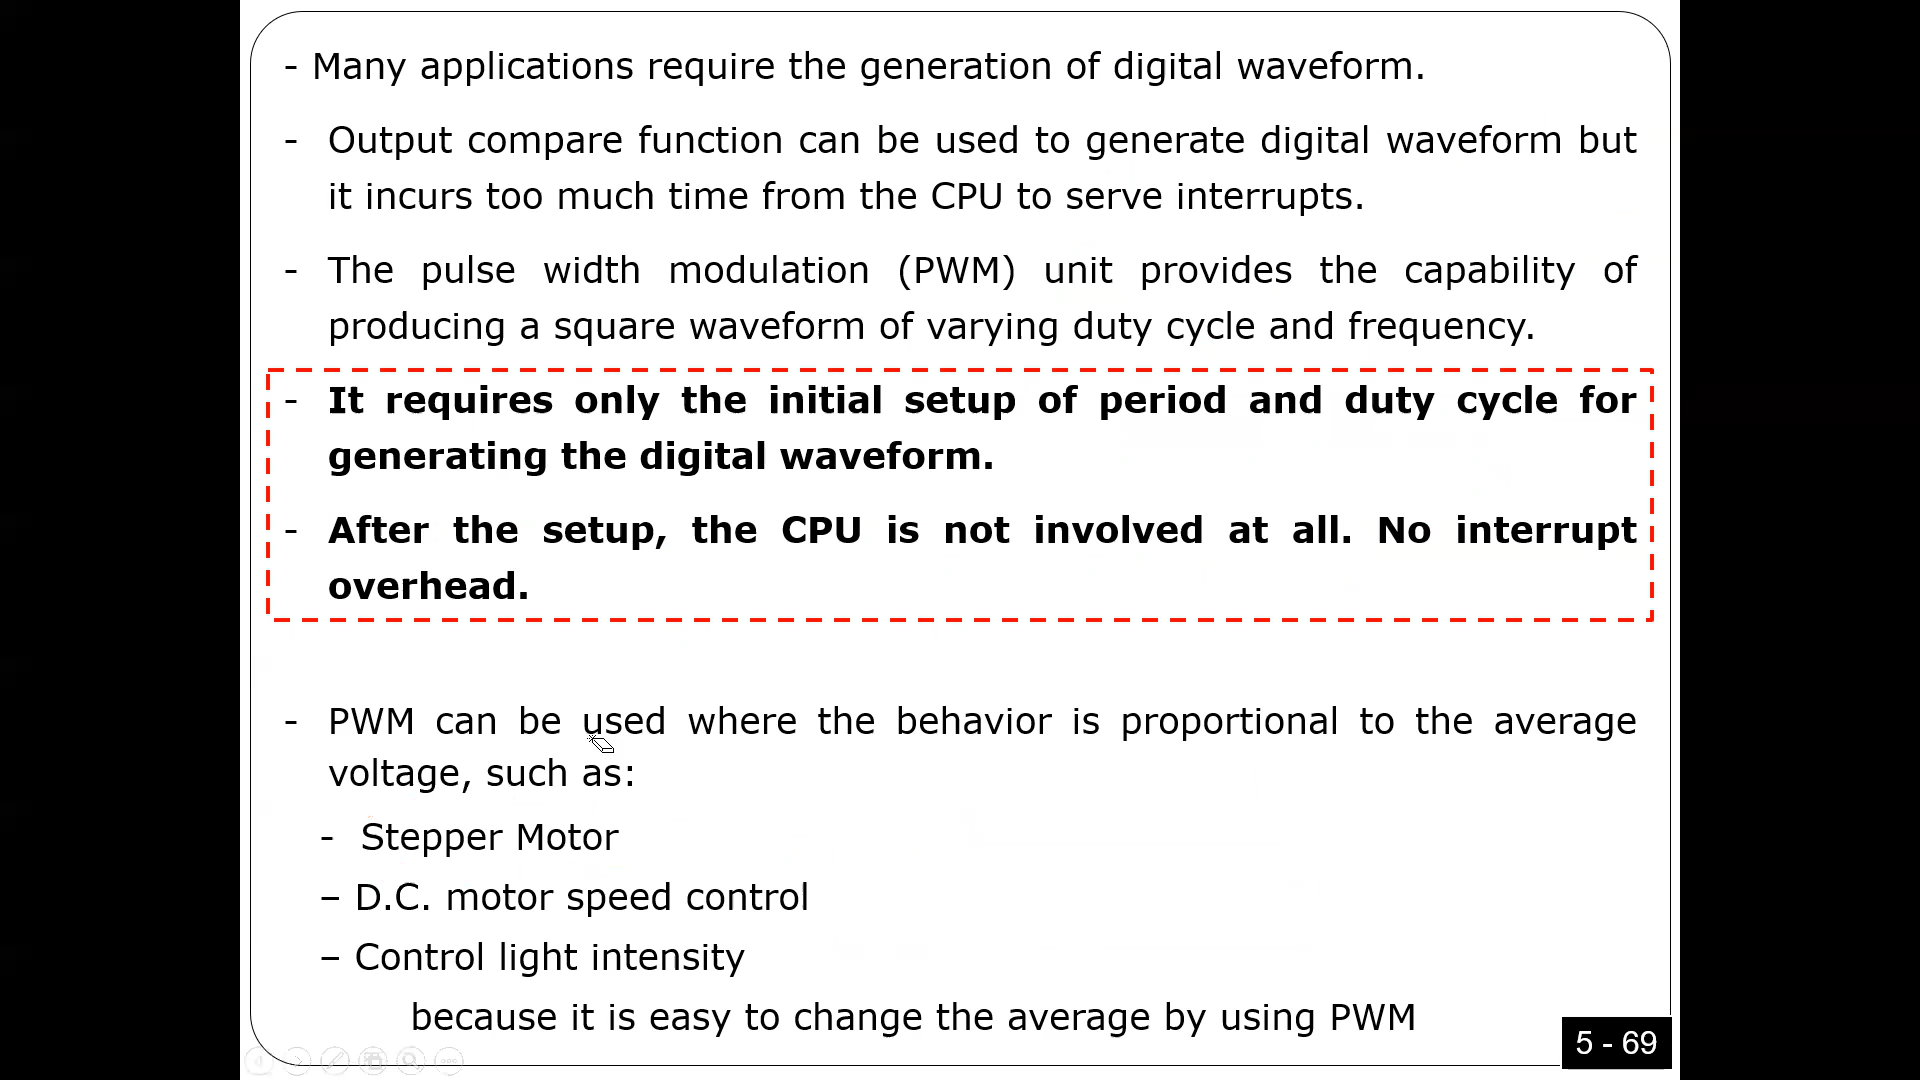 - Many applications require the generation of digital waveform.
- Output compare function can be used to generate digital waveform but
it incurs too much time from the CPU to serve interrupts.
- The pulse width modulation (PWM) unit provides the capability of
producing a square waveform of varying duty cycle and frequency.
- It requires only the initial setup of period and duty cycle for
generating the digital waveform.
- After the setup, the CPU is not involved at all. No interrupt
overhead.
- PWM can be used where the behavior is proportional to the average
voltage, such as:
- Stepper Motor
– D.C. motor speed control
– Control light intensity
because it is easy to change the average by using PWM
5 - 69